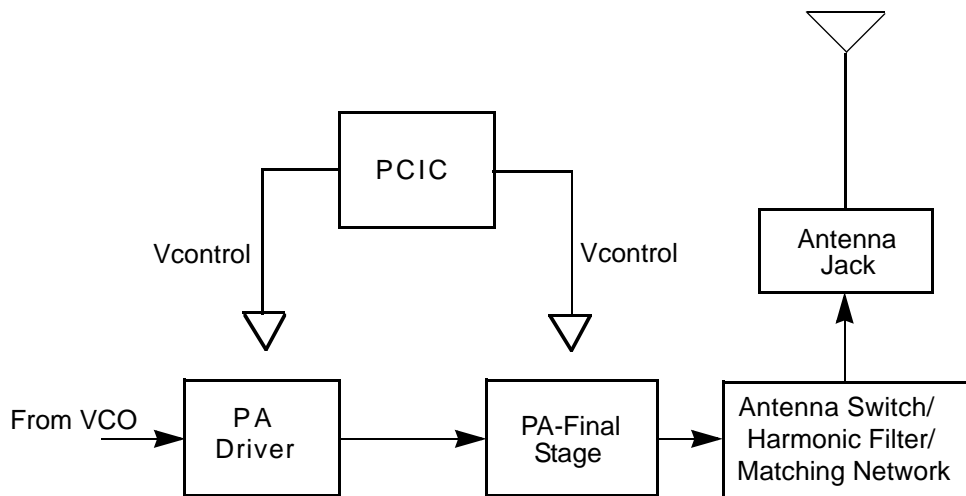 PCIC
Vcontrol
Vcontrol
Antenna
Jack
From VCO
PA
Driver
PA-Final
Stage
Antenna Switch/
Harmonic Filter/
Matching Network